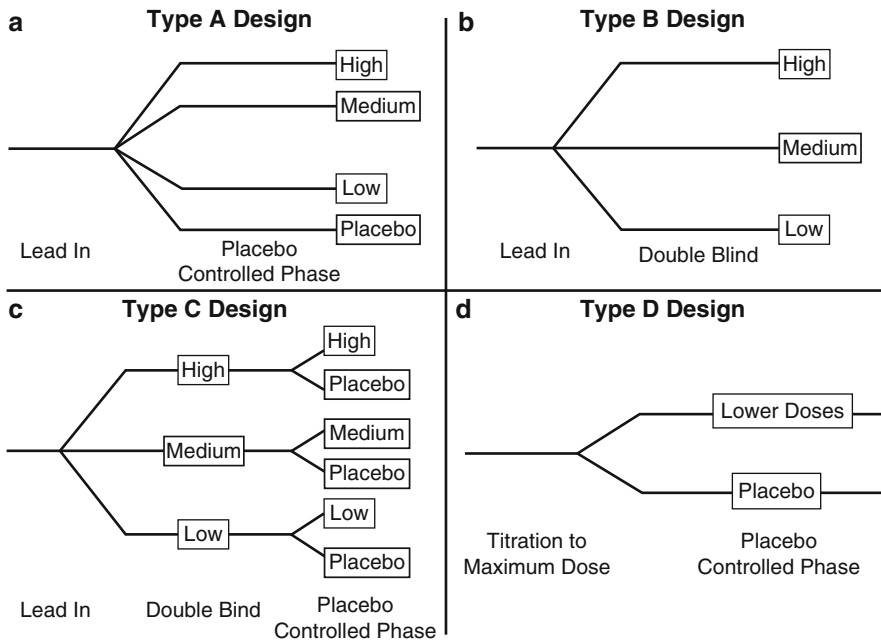 a
Type A Design
High
Medium
Low
Placebo
Lead In
Placebo
Controlled Phase
b
Type B Design
High
Medium
Low
Lead In
Double Blind
c
Type C Design
High
High
Placebo
Medium
Medium
Placebo
Low
Low
Placebo
Lead In
Double Bind
Placebo
Controlled Phase
d
Type D Design
Lower Doses
Placebo
Titration to
Maximum Dose
Placebo
Controlled Phase